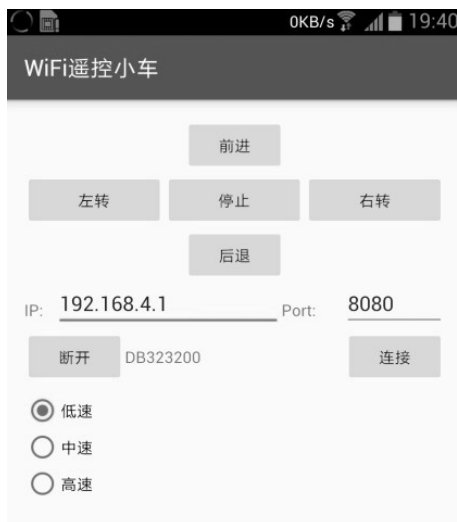 0KB/s 19:40
WiFi遥控小车
前进
左转 停止 右转
后退
IP: 192.168.4.1 Port: 8080
断开 DB323200 连接
低速
中速
高速